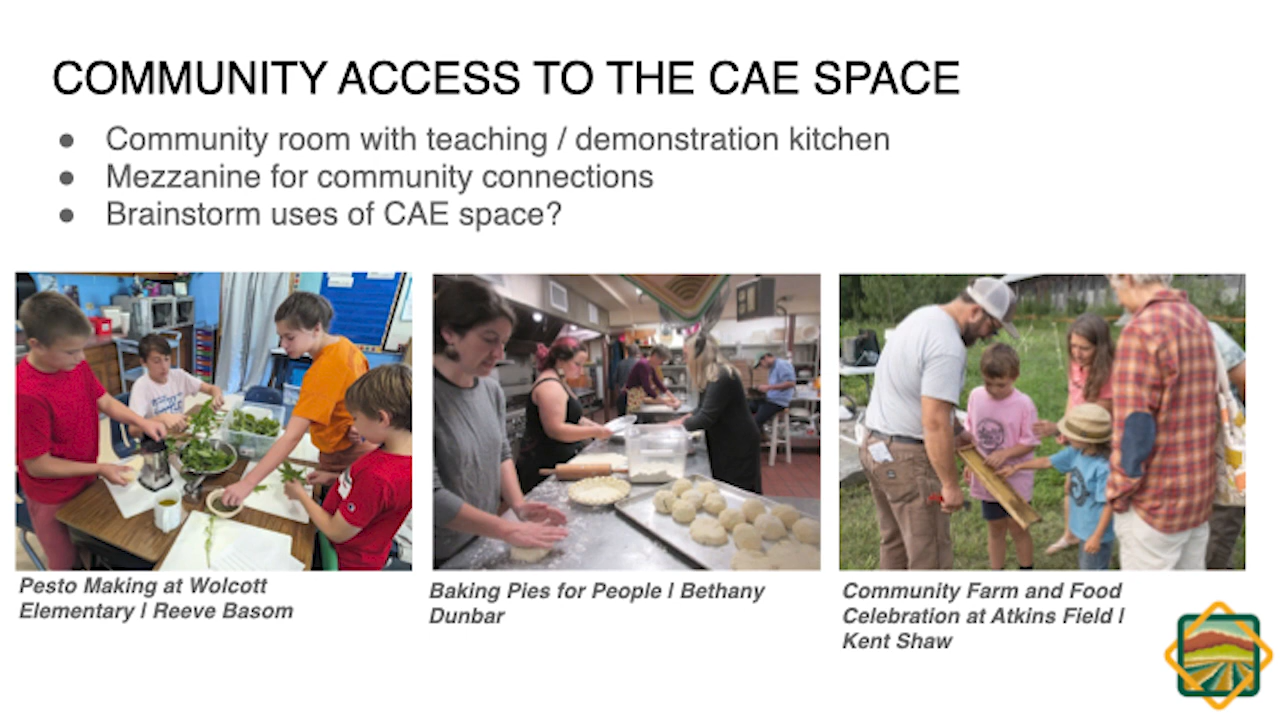 COMMUNITY ACCESS TO THE CAE SPACE
● Community room with teaching / demonstration kitchen
● Mezzanine for community connections
● Brainstorm uses of CAE space?
Pesto Making at Wolcott
Elementary | Reeve Basom
Baking Pies for People | Bethany
Dunbar
Community Farm and Food
Celebration at Atkins Field |
Kent Shaw